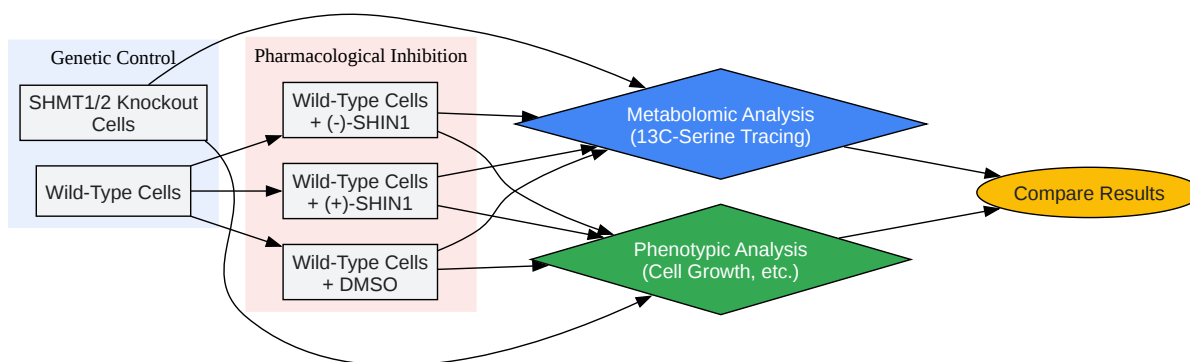 Genetic Control
SHMT1/2 Knockout
Cells
Wild-Type Cells
Pharmacological Inhibition
Wild-Type Cells
+ (-)-SHIN1
Wild-Type Cells
+ (+)-SHIN1
Wild-Type Cells
+ DMSO
Metabolomic Analysis
(13C-Serine Tracing)
Phenotypic Analysis
(Cell Growth, etc.)
Compare Results